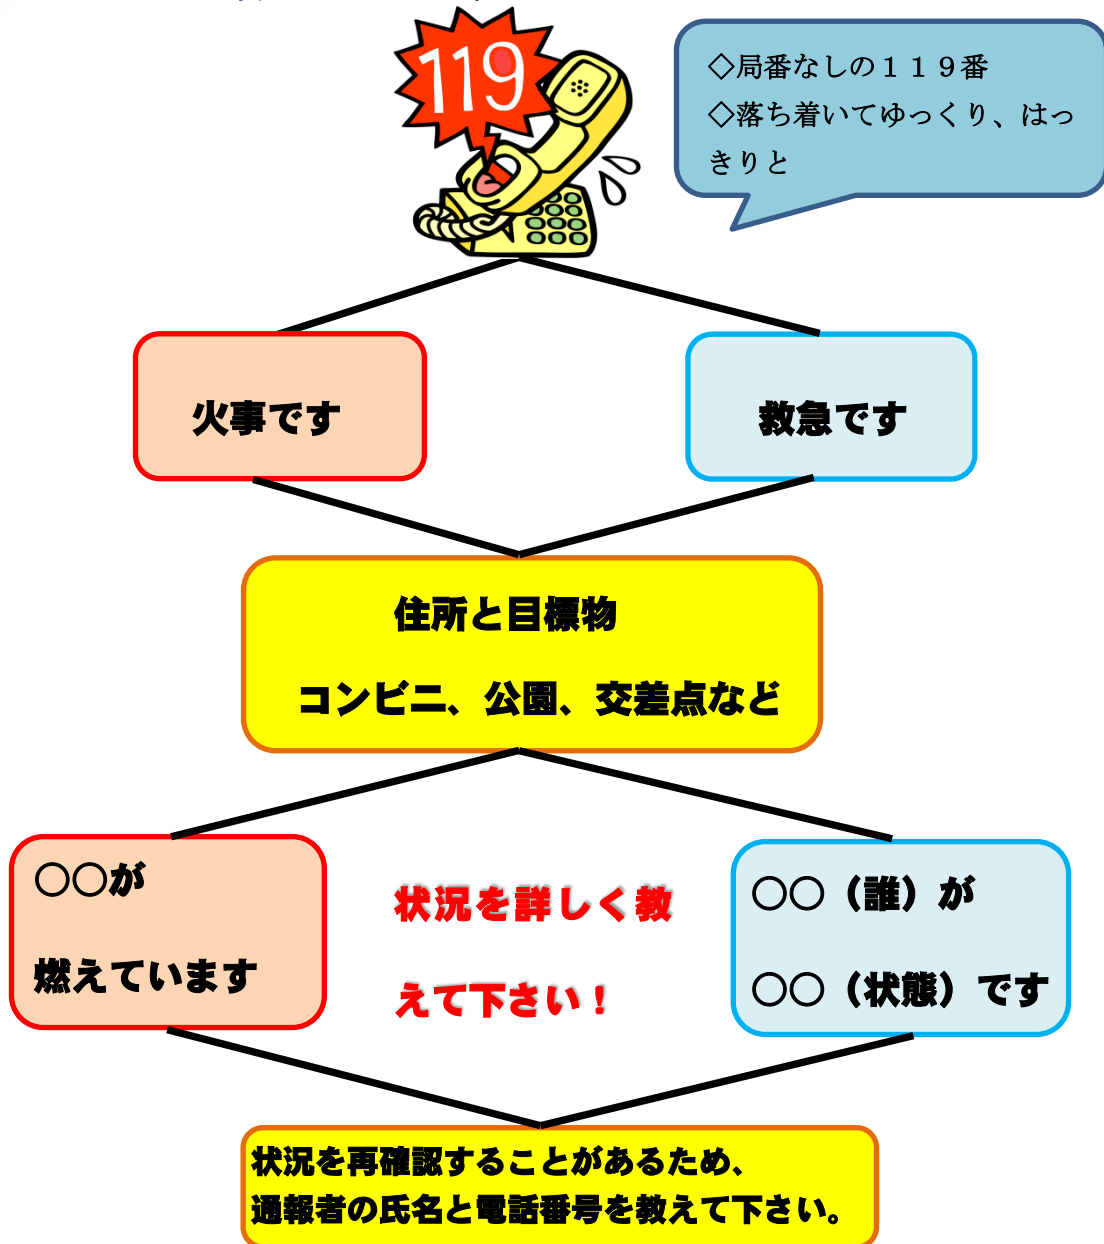 119
◇局番なしの１１９番
◇落ち着いてゆっくり、はっ
きりと
火事です
救急です
住所と目標物
コンビニ、公園、交差点など
〇〇が
燃えています
状況を詳しく教
えて下さい！
〇〇（誰）が
〇〇（状態）です
状況を再確認することがあるため、
通報者の氏名と電話番号を教えて下さい。